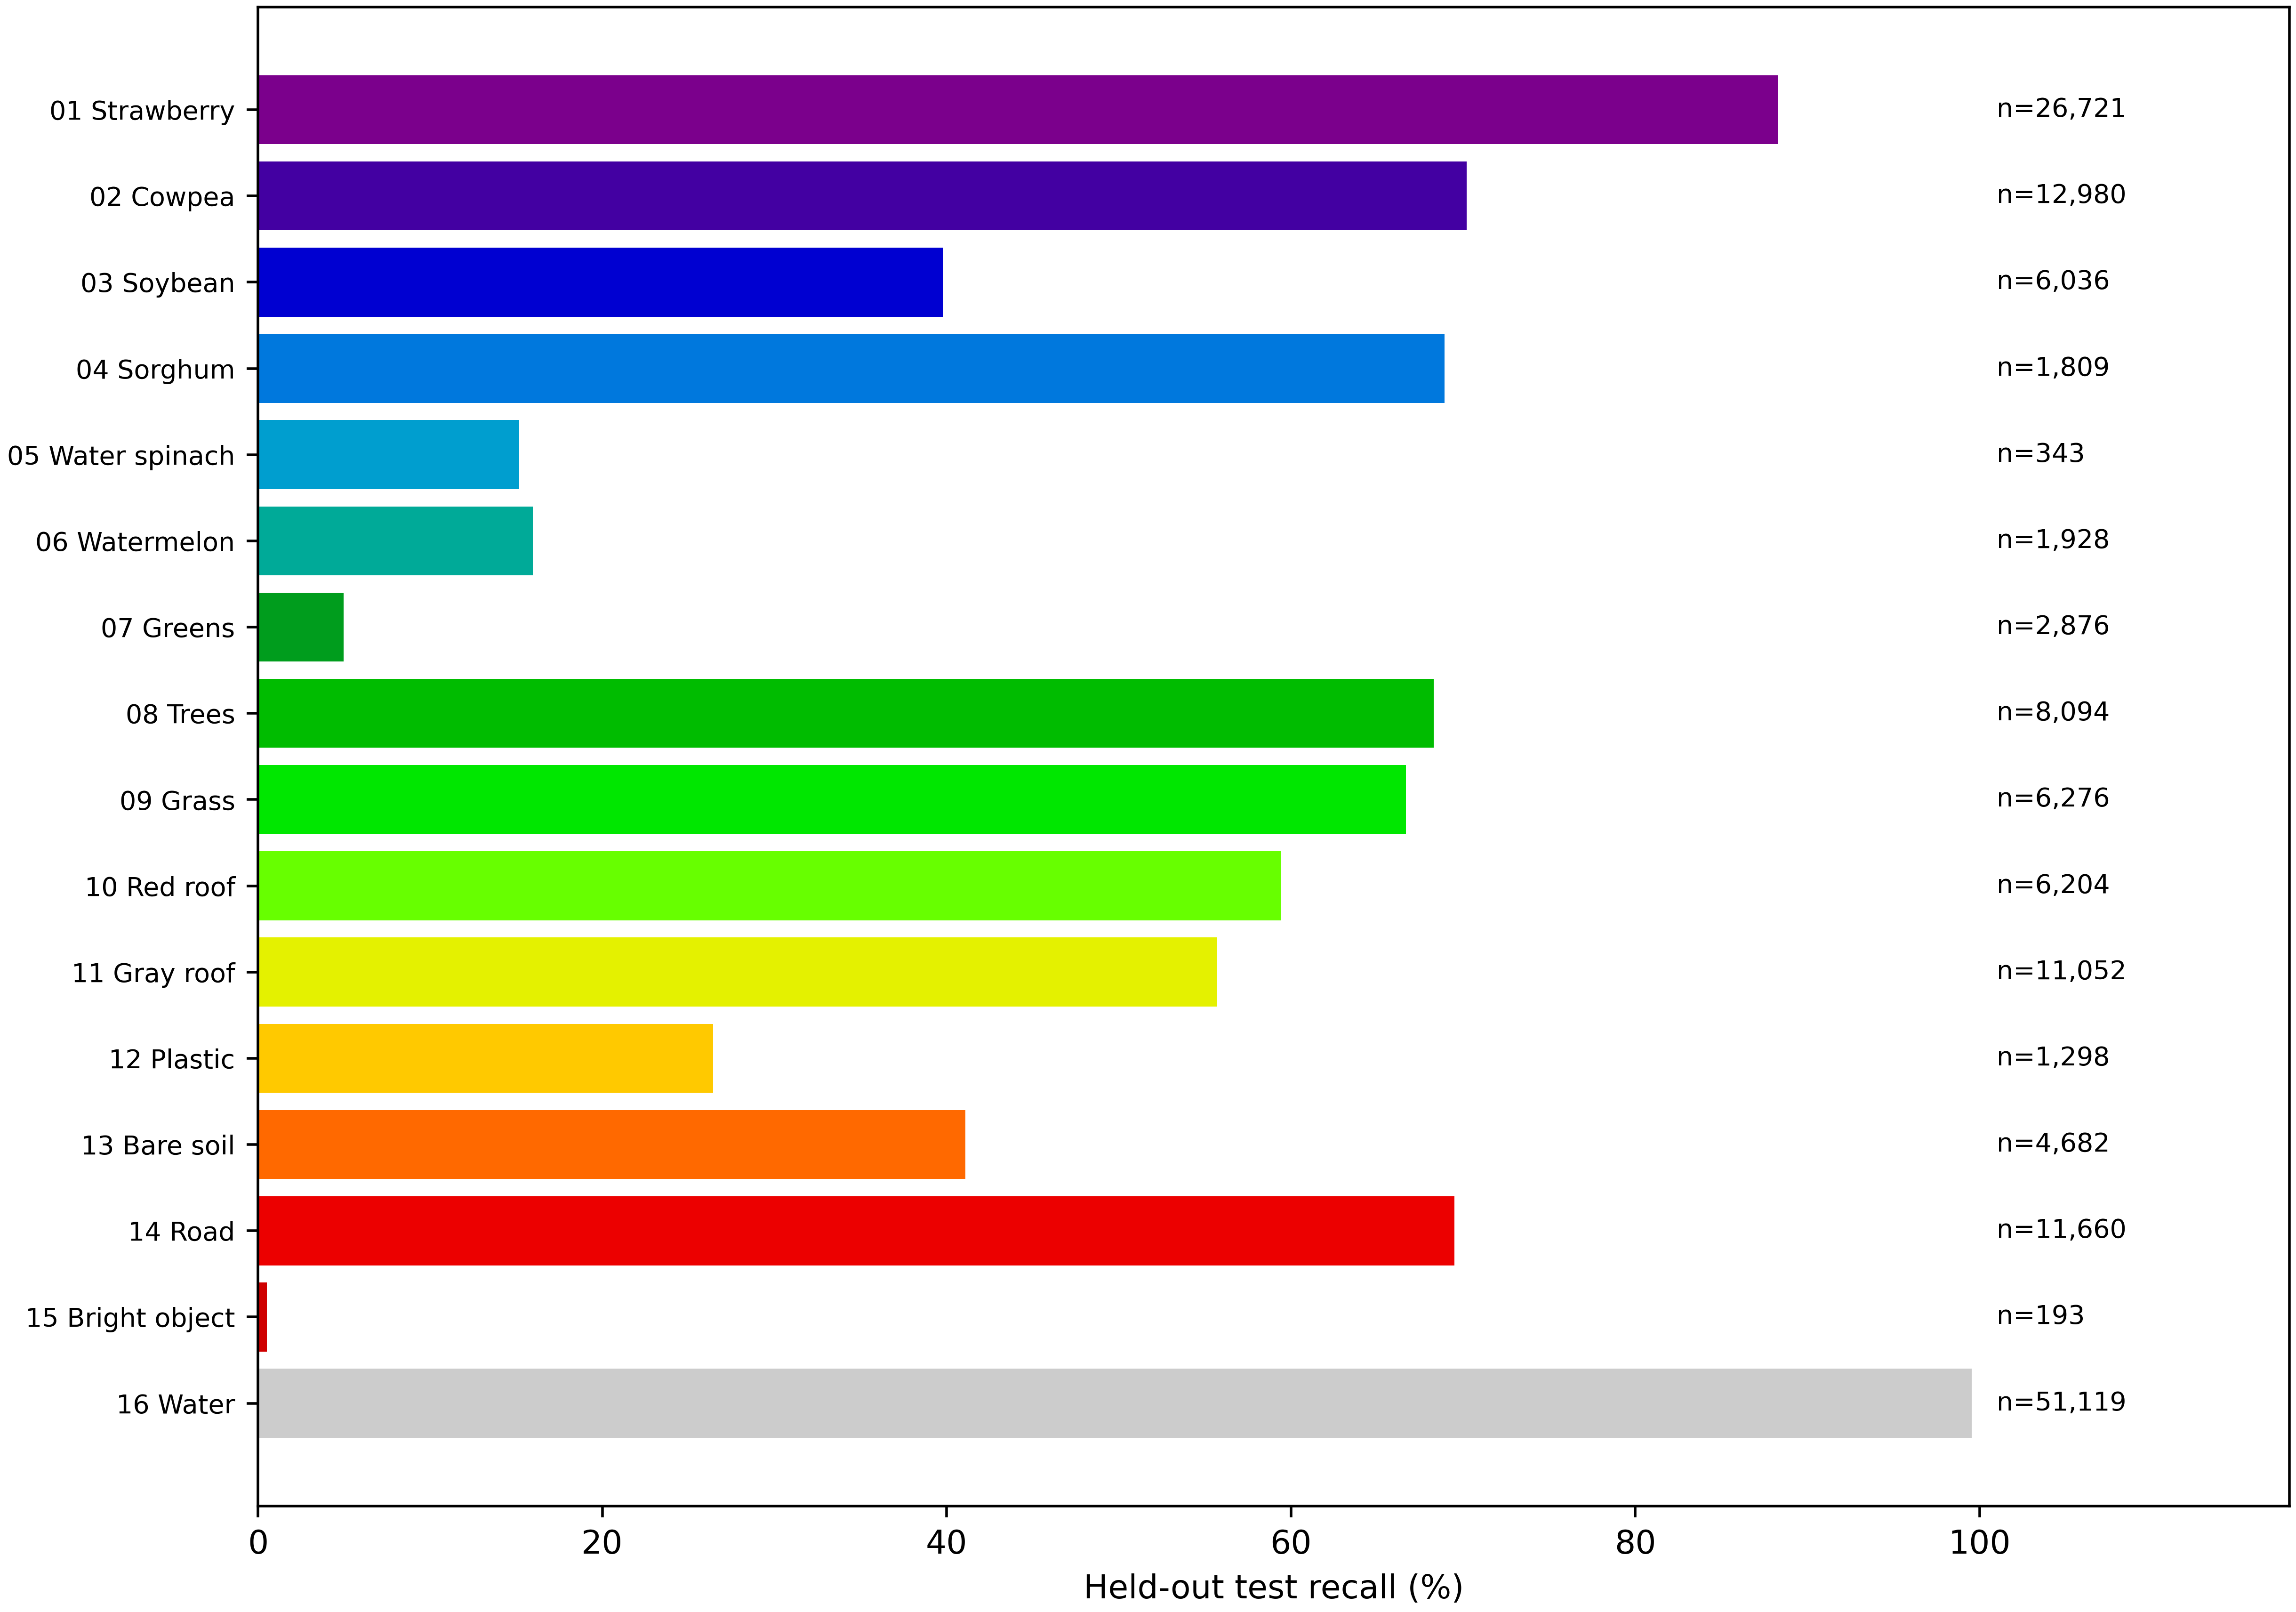 01 Strawberry n=26,721
02 Cowpea n=12,980
03 Soybean n=6,036
04 Sorghum n=1,809
05 Water spinach n=343
06 Watermelon n=1,928
07 Greens n=2,876
08 Trees n=8,094
09 Grass n=6,276
10 Red roof n=6,204
11 Gray roof n=11,052
12 Plastic n=1,298
13 Bare soil n=4,682
14 Road n=11,660
15 Bright object n=193
16 Water n=51,119
0 20 40 60 80 100
Held-out test recall (%)